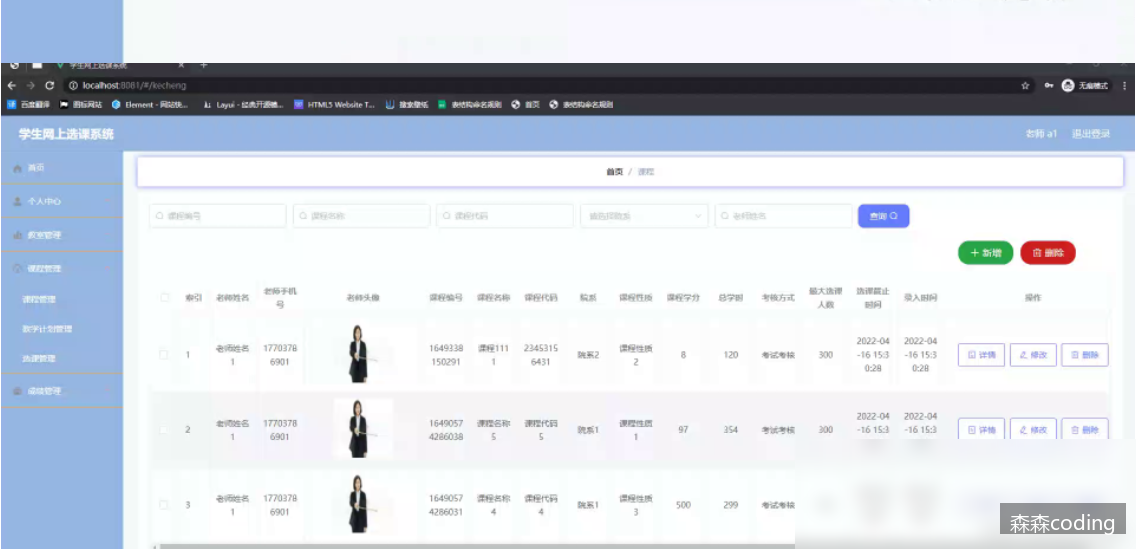 学生网上选课系统
localhost:8081/#/kecheng
无痕模式
百度翻译 图标网站 Element - 网站快... Layui - 经典开源模... HTML5 Website T... 搜索壁纸 表结构命名规则 首页 表结构命名规则
学生网上选课系统 老师 a1 退出登录
首页
个人中心
教室管理
课程管理
课程管理
教学计划管理
选课管理
成绩管理
首页 / 课程
课程编号 课程名称 课程代码 请选择院系 老师姓名 查询
+ 新增 删除
索引 老师姓名 老师手机号 老师头像 课程编号 课程名称 课程代码 院系 课程性质 课程学分 总学时 考核方式 最大选课人数 选课截止时间 录入时间 操作
1 老师姓名1 17703786901 1649338150291 课程1111 23453156431 院系2 课程性质2 8 120 考试考核 300 2022-04-16 15:30:28 2022-04-16 15:30:28 详情 修改 删除
2 老师姓名1 17703786901 16490574286038 课程名称5 课程代码5 院系1 课程性质1 97 354 考试考核 300 2022-04-16 15:3 2022-04-16 15:3 详情 修改 删除
3 老师姓名1 17703786901 16490574286031 课程名称4 课程代码4 院系1 课程性质3 500 299 考试考核
森森coding